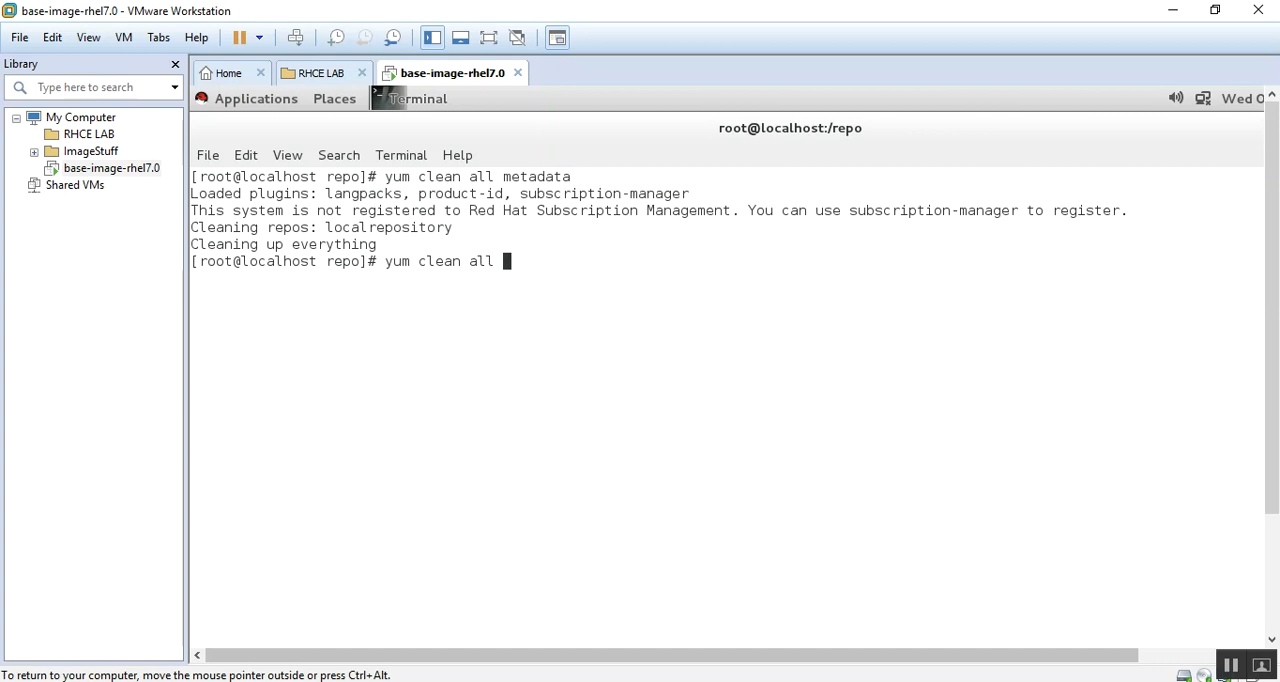 base-image-rhel7.0 - VMware Workstation
File Edit View VM Tabs Help
Library
Type here to search
My Computer
RHCE LAB
ImageStuff
base-image-rhel7.0
Shared VMs
Home RHCE LAB base-image-rhel7.0
Applications Places Terminal Wed O
root@localhost:/repo
File Edit View Search Terminal Help
[root@localhost repo]# yum clean all metadata
Loaded plugins: langpacks, product-id, subscription-manager
This system is not registered to Red Hat Subscription Management. You can use subscription-manager to register.
Cleaning repos: localrepository
Cleaning up everything
[root@localhost repo]# yum clean all
To return to your computer, move the mouse pointer outside or press Ctrl+Alt.